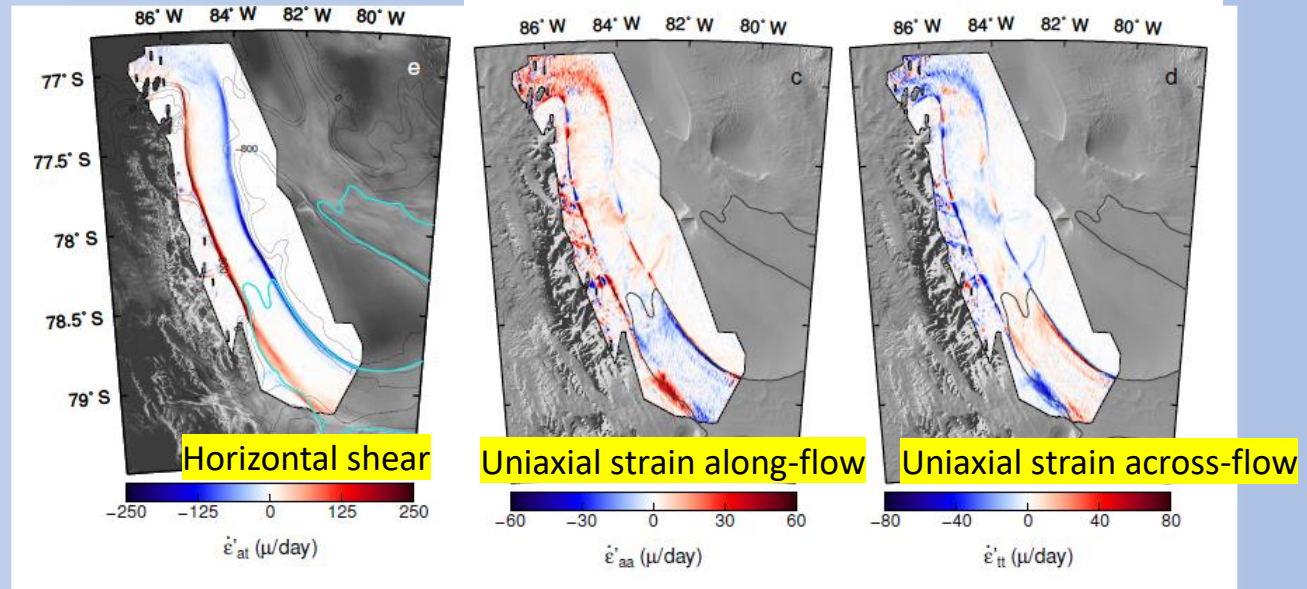 86° W 84° W 82° W 80° W
e
77° S
77.5° S
78° S
78.5° S
79° S
-800
Horizontal shear
-250 -125 0 125 250
ε̇'at (μ/day)
86° W 84° W 82° W 80° W
c
Uniaxial strain along-flow
-60 -30 0 30 60
ε̇'aa (μ/day)
86° W 84° W 82° W 80° W
d
Uniaxial strain across-flow
-80 -40 0 40 80
ε̇'tt (μ/day)